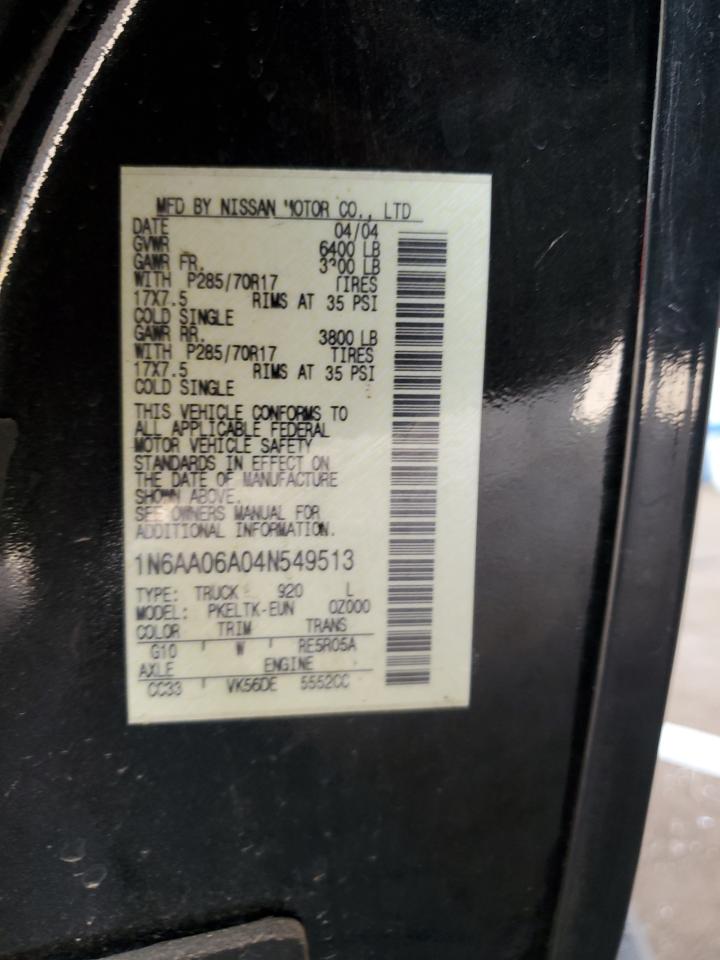 MFD BY NISSAN MOTOR CO., LTD
DATE 04/04
GVWR 6400 LB
GAWR FR. LB
WITH P285/70R17 TIRES
17X7.5 RIMS AT 35 PSI
COLD SINGLE
GAWR RR. 3800 LB
WITH P285/70R17 TIRES
17X7.5 RIMS AT 35 PSI
COLD SINGLE
THIS VEHICLE CONFORMS TO
ALL APPLICABLE FEDERAL
MOTOR VEHICLE SAFETY
STANDARDS IN EFFECT ON
THE DATE OF MANUFACTURE
SHOWN ABOVE.
SEE OWNERS MANUAL FOR
ADDITIONAL INFORMATION.
1N6AA06A04N549513
TYPE: TRUCK 920 L
MODEL: PKELTK-EUN 0Z000
COLOR TRIM TRANS
G10 W RE5R05A
AXLE ENGINE
CC33 VK56DE 5552CC